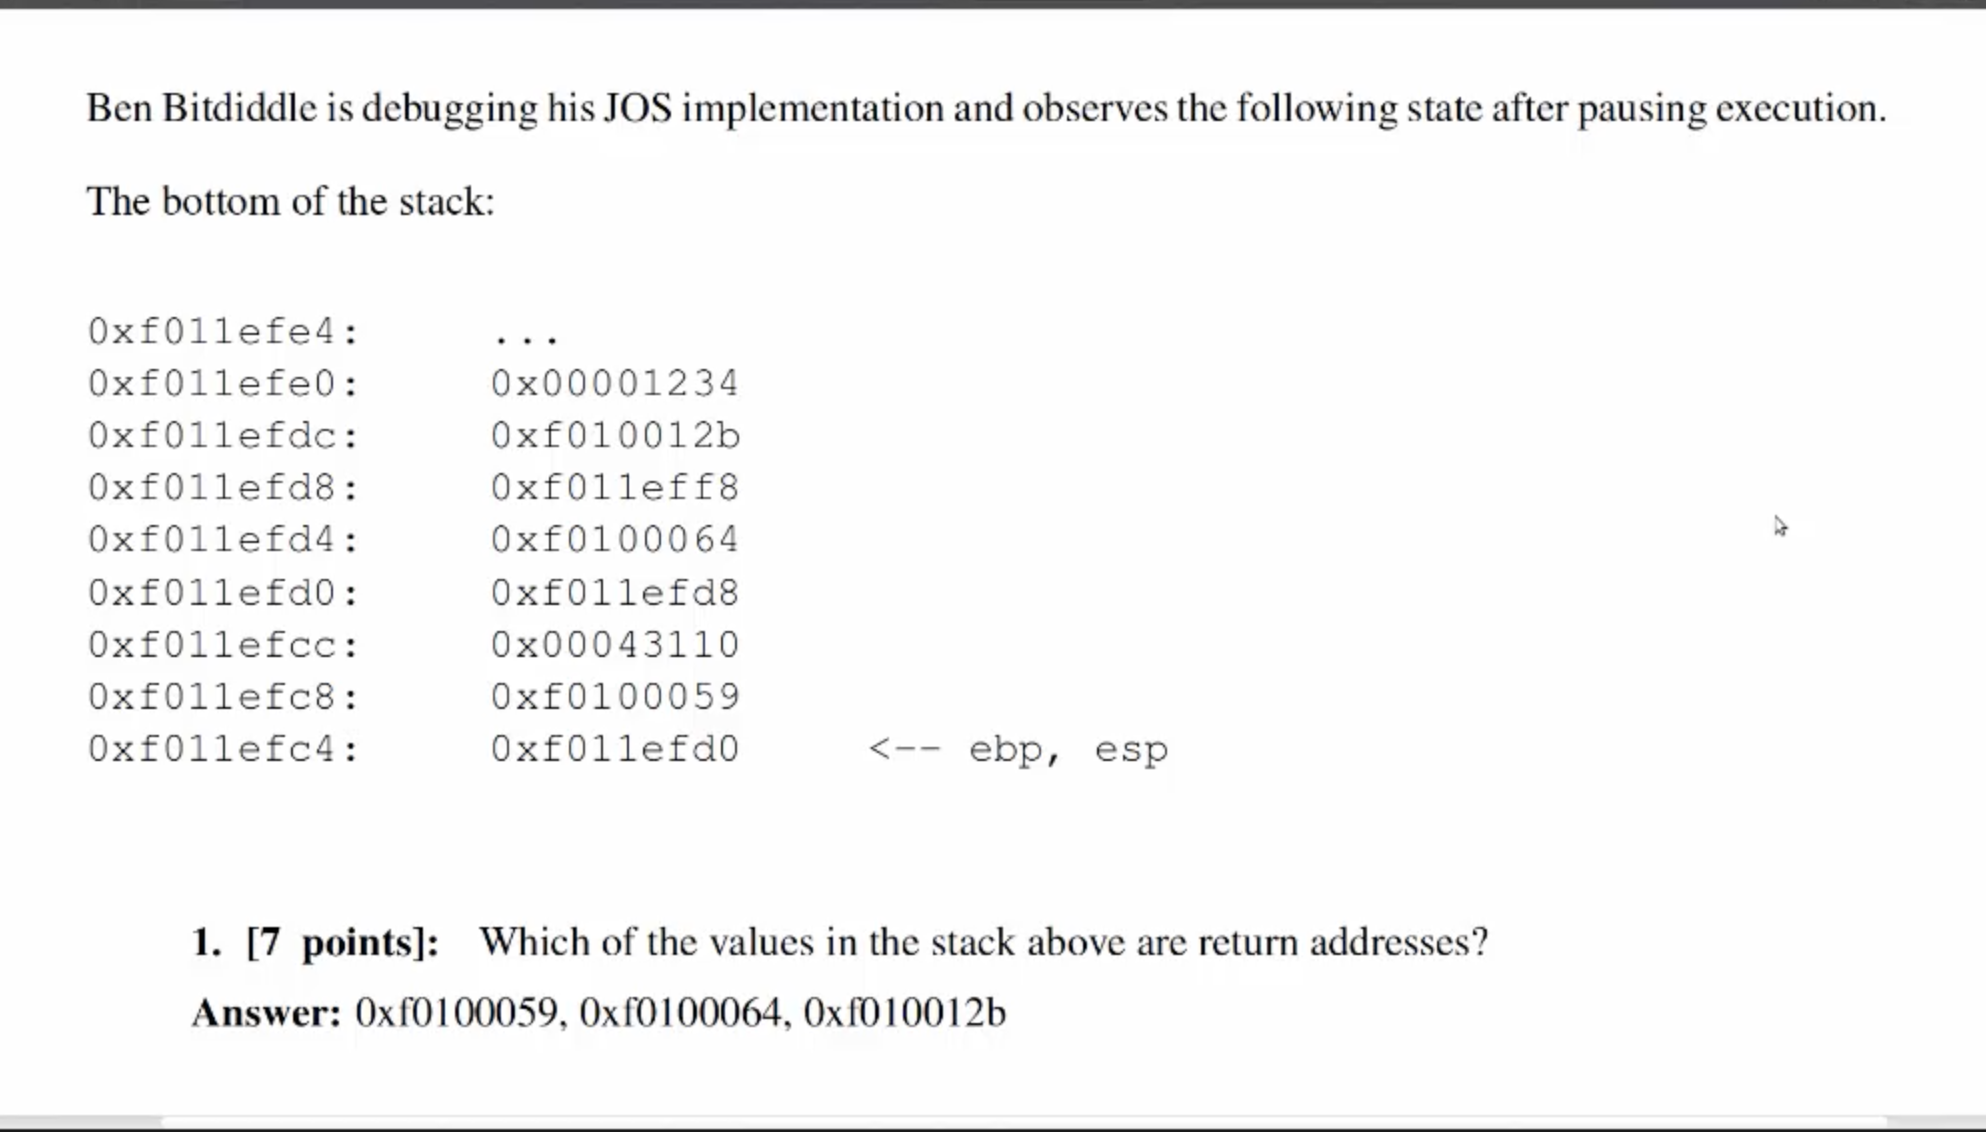 Ben Bitdiddle is debugging his JOS implementation and observes the following state after pausing execution.
The bottom of the stack:
0xf011efe4: ...
0xf011efe0: 0x00001234
0xf011efdc: 0xf010012b
0xf011efd8: 0xf011eff8
0xf011efd4: 0xf0100064
0xf011efd0: 0xf011efd8
0xf011efcc: 0x00043110
0xf011efc8: 0xf0100059
0xf011efc4: 0xf011efd0 <-- ebp, esp
1. [7 points]: Which of the values in the stack above are return addresses?
Answer: 0xf0100059, 0xf0100064, 0xf010012b